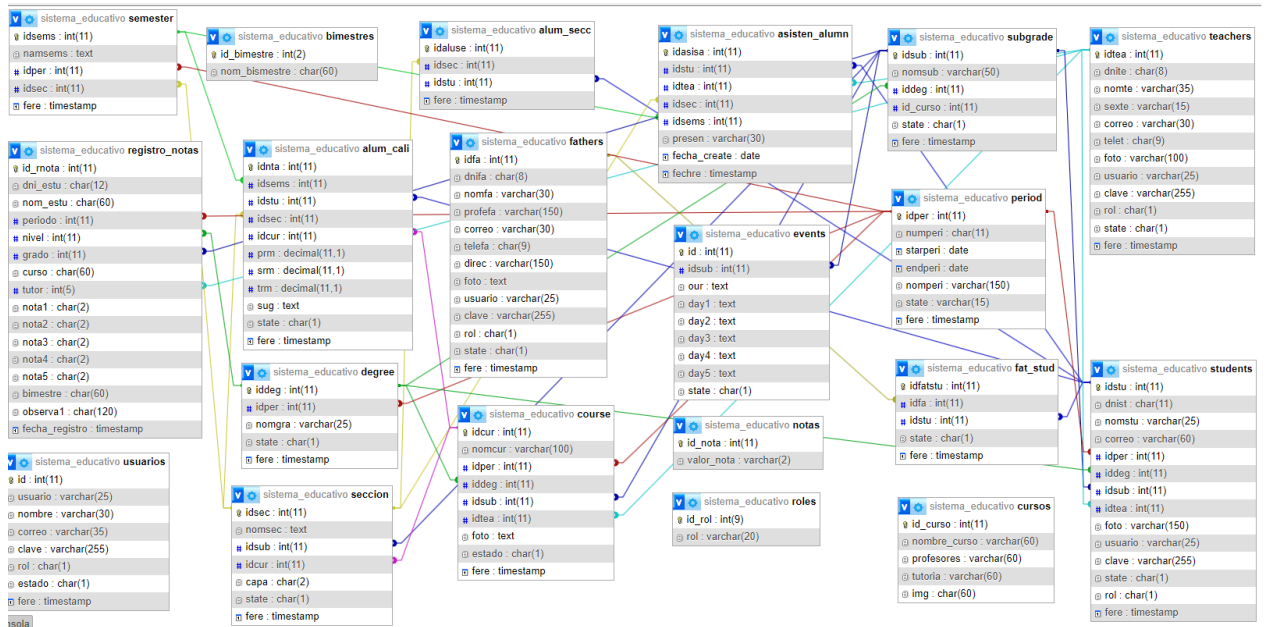 sistema_educativo semester
idsems : int(11)
namsems : text
idper : int(11)
idsec : int(11)
fere : timestamp
sistema_educativo bimestres
id_bimestre : int(2)
nom_bismestre : char(60)
sistema_educativo alum_secc
idaluse : int(11)
idsec : int(11)
idstu : int(11)
fere : timestamp
sistema_educativo asisten_alumn
idasisa : int(11)
idstu : int(11)
idtea : int(11)
idsec : int(11)
idsems : int(11)
presen : varchar(30)
fecha_create : date
fechre : timestamp
sistema_educativo subgrade
idsub : int(11)
nomsub : varchar(50)
iddeg : int(11)
id_curso : int(11)
state : char(1)
fere : timestamp
sistema_educativo teachers
idtea : int(11)
dnite : char(8)
nomte : varchar(35)
sexte : varchar(15)
correo : varchar(30)
telet : char(9)
foto : varchar(100)
usuario : varchar(25)
clave : varchar(255)
rol : char(1)
state : char(1)
fere : timestamp
sistema_educativo registro_notas
id_rnota : int(11)
dni_estu : char(12)
nom_estu : char(60)
periodo : int(11)
nivel : int(11)
grado : int(11)
curso : char(60)
tutor : int(5)
nota1 : char(2)
nota2 : char(2)
nota3 : char(2)
nota4 : char(2)
nota5 : char(2)
bimestre : char(60)
observa1 : char(120)
fecha_registro : timestamp
sistema_educativo alum_cali
idnta : int(11)
idsems : int(11)
idstu : int(11)
idsec : int(11)
idcur : int(11)
prm : decimal(11,1)
srm : decimal(11,1)
trm : decimal(11,1)
sug : text
state : char(1)
fere : timestamp
sistema_educativo fathers
idfa : int(11)
dnifa : char(8)
nomfa : varchar(30)
profefa : varchar(150)
correo : varchar(30)
telefa : char(9)
direc : varchar(150)
foto : text
usuario : varchar(25)
clave : varchar(255)
rol : char(1)
state : char(1)
fere : timestamp
sistema_educativo events
id : int(11)
idsub : int(11)
our : text
day1 : text
day2 : text
day3 : text
day4 : text
day5 : text
state : char(1)
sistema_educativo period
idper : int(11)
numperi : char(11)
starperi : date
endperi : date
nomperi : varchar(150)
state : varchar(15)
fere : timestamp
sistema_educativo degree
iddeg : int(11)
idper : int(11)
nomgra : varchar(25)
state : char(1)
fere : timestamp
sistema_educativo course
idcur : int(11)
nomcur : varchar(100)
idper : int(11)
iddeg : int(11)
idsub : int(11)
idtea : int(11)
foto : text
estado : char(1)
fere : timestamp
sistema_educativo notas
id_nota : int(11)
valor_nota : varchar(2)
sistema_educativo fat_stud
idfatstu : int(11)
idfa : int(11)
idstu : int(11)
state : char(1)
fere : timestamp
sistema_educativo students
idstu : int(11)
dnist : char(11)
nomstu : varchar(25)
correo : varchar(60)
idper : int(11)
iddeg : int(11)
idsub : int(11)
idtea : int(11)
foto : varchar(150)
usuario : varchar(25)
clave : varchar(255)
state : char(1)
rol : char(1)
fere : timestamp
sistema_educativo usuarios
id : int(11)
usuario : varchar(25)
nombre : varchar(30)
correo : varchar(35)
clave : varchar(255)
rol : char(1)
estado : char(1)
fere : timestamp
sistema_educativo seccion
idsec : int(11)
nomsec : text
idsub : int(11)
idcur : int(11)
capa : char(2)
state : char(1)
fere : timestamp
sistema_educativo roles
id_rol : int(9)
rol : varchar(20)
sistema_educativo cursos
id_curso : int(11)
nombre_curso : varchar(60)
profesores : varchar(60)
tutoria : varchar(60)
img : char(60)
nsola